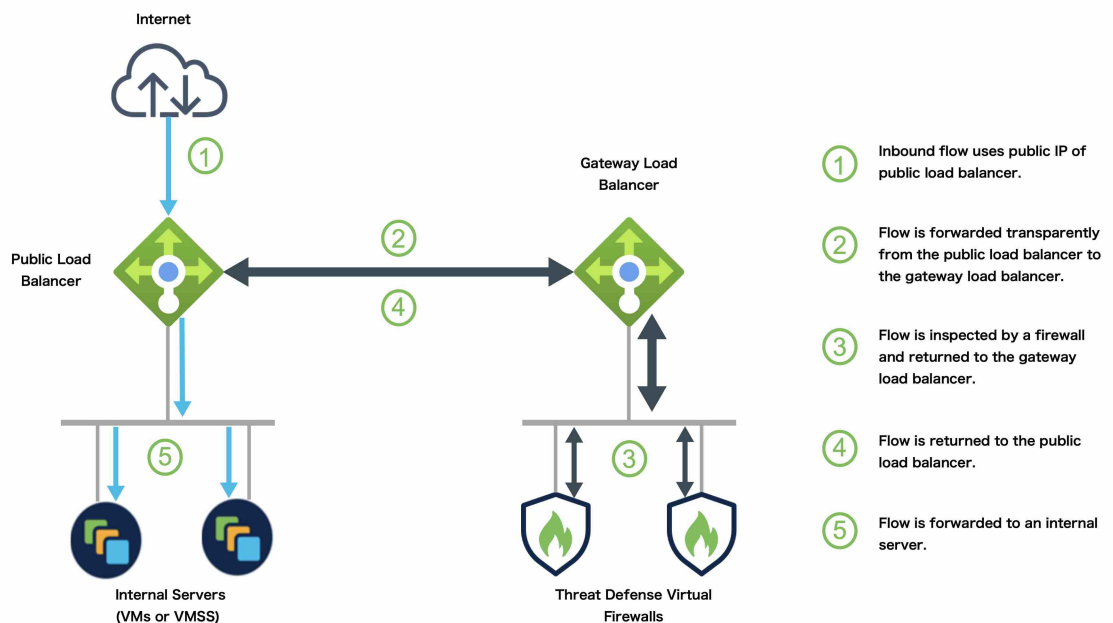 Internet
1
Public Load
Balancer
2
4
Gateway Load
Balancer
5
3
Internal Servers
(VMs or VMSS)
Threat Defense Virtual
Firewalls
1
Inbound flow uses public IP of
public load balancer.
2
Flow is forwarded transparently
from the public load balancer to
the gateway load balancer.
3
Flow is inspected by a firewall
and returned to the gateway
load balancer.
4
Flow is returned to the public
load balancer.
5
Flow is forwarded to an internal
server.